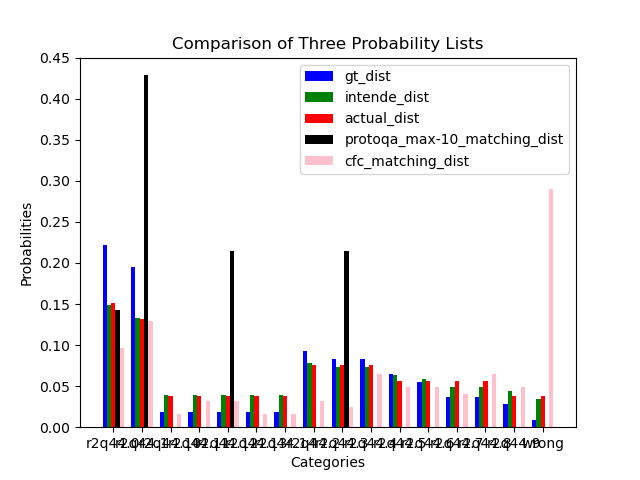 Comparison of Three Probability Lists
gt_dist
intende_dist
actual_dist
protoqa_max-10_matching_dist
cfc_matching_dist
Probabilities
0.45
0.40
0.35
0.30
0.25
0.20
0.15
0.10
0.05
0.00
wrong
Categories